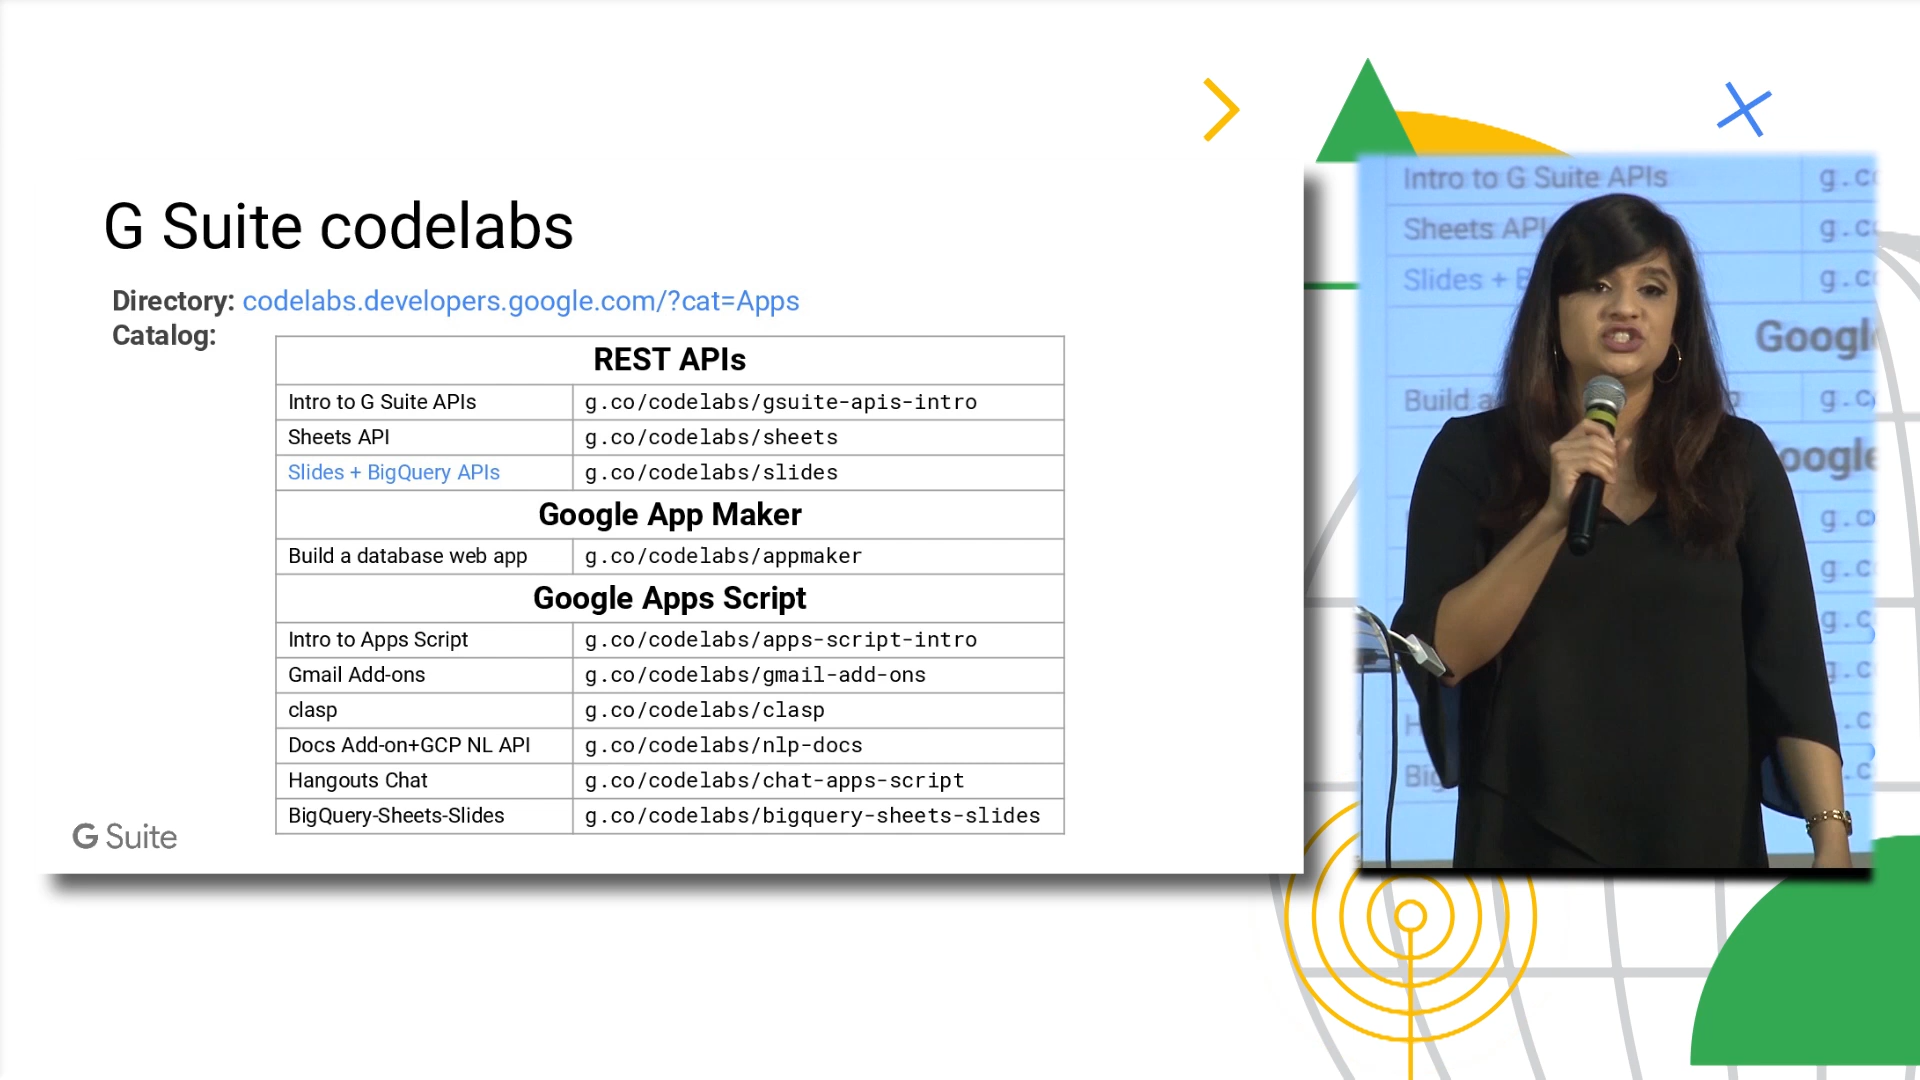 G Suite codelabs
Directory: codelabs.developers.google.com/?cat=Apps
Catalog:
REST APIs
Intro to G Suite APIs g.co/codelabs/gsuite-apis-intro
Sheets API g.co/codelabs/sheets
Slides + BigQuery APIs g.co/codelabs/slides
Google App Maker
Build a database web app g.co/codelabs/appmaker
Google Apps Script
Intro to Apps Script g.co/codelabs/apps-script-intro
Gmail Add-ons g.co/codelabs/gmail-add-ons
clasp g.co/codelabs/clasp
Docs Add-on+GCP NL API g.co/codelabs/nlp-docs
Hangouts Chat g.co/codelabs/chat-apps-script
BigQuery-Sheets-Slides g.co/codelabs/bigquery-sheets-slides
G Suite
Intro to G Suite APIs g.c
Sheets API g.c
Slides + B g.c
Googl
Build a g.c
oogle
g.c
g.c
g.c
g.c
H .c
Big .c